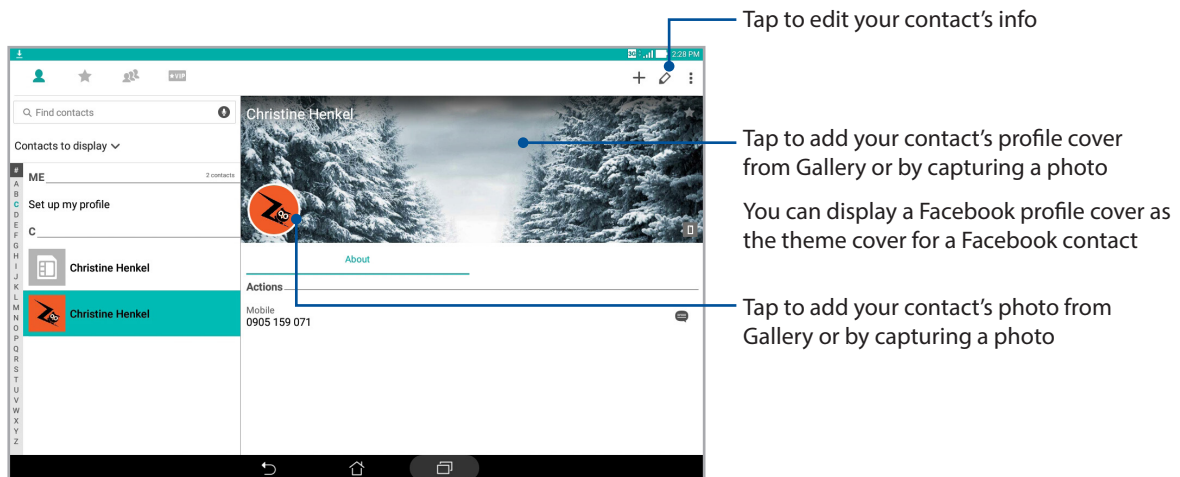 Tap to edit your contact's info
3G 2:28 PM
VIP
Find contacts
Christine Henkel
Contacts to display
Tap to add your contact's profile cover
from Gallery or by capturing a photo
#
A
B
C
D
E
F
G
H
I
J
K
L
M
N
O
P
Q
R
S
T
U
V
W
X
Y
Z
ME 2 contacts
Set up my profile
C
You can display a Facebook profile cover as
the theme cover for a Facebook contact
About
Christine Henkel
Actions
Christine Henkel
Mobile
0905 159 071
Tap to add your contact's photo from
Gallery or by capturing a photo